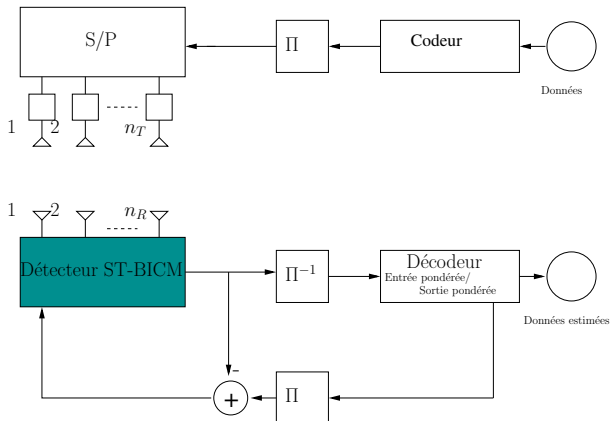 S/P
Π
Codeur
Données
1
2
n_T
1
2
n_R
Détecteur ST-BICM
Π⁻¹
Décodeur
Entrée pondérée/
Sortie pondérée
Données estimées
-
+
Π